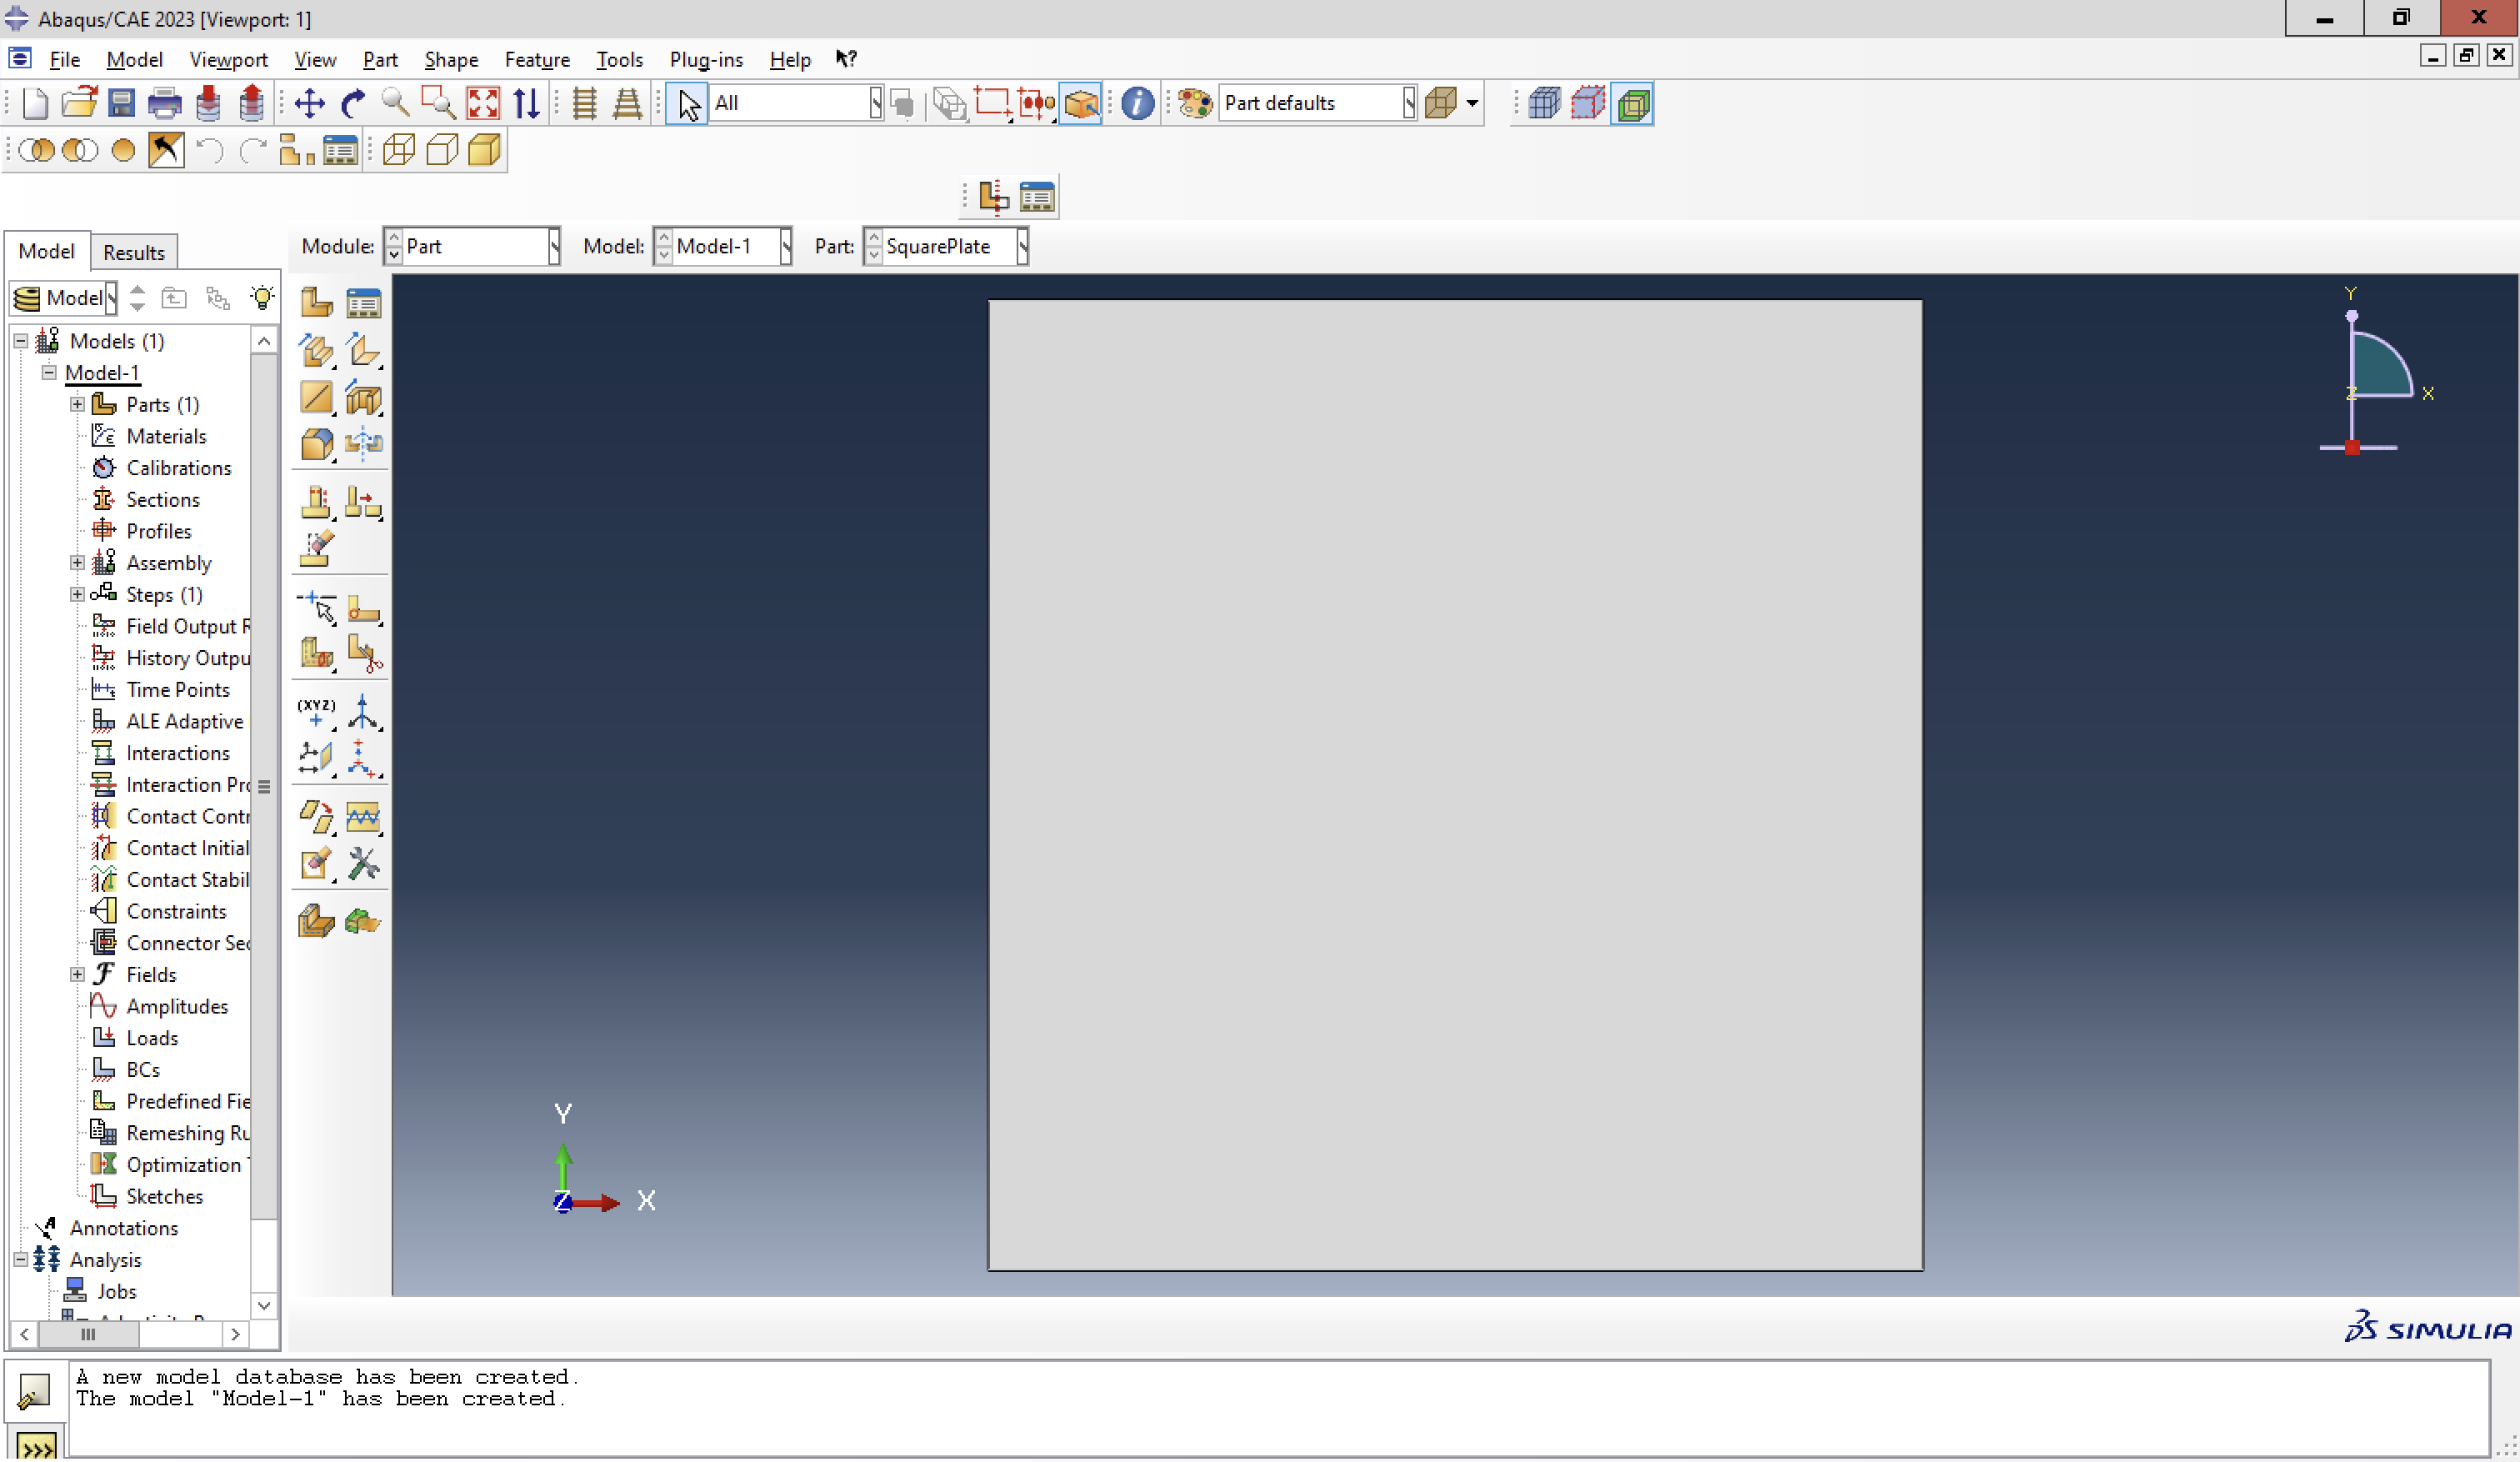 Abaqus/CAE 2023 [Viewport: 1]
File Model Viewport View Part Shape Feature Tools Plug-ins Help
All
Part defaults
Model Results
Module: Part Model: Model-1 Part: SquarePlate
Model
Models (1)
Model-1
Parts (1)
Materials
Calibrations
Sections
Profiles
Assembly
Steps (1)
Field Output R
History Outpu
Time Points
ALE Adaptive
Interactions
Interaction Pro
Contact Contr
Contact Initial
Contact Stabil
Constraints
Connector Sec
Fields
Amplitudes
Loads
BCs
Predefined Fie
Remeshing Ru
Optimization
Sketches
Annotations
Analysis
Jobs
(XYZ)
Y
X
Z
Y
Z
X
SIMULIA
A new model database has been created.
The model "Model-1" has been created.
>>>